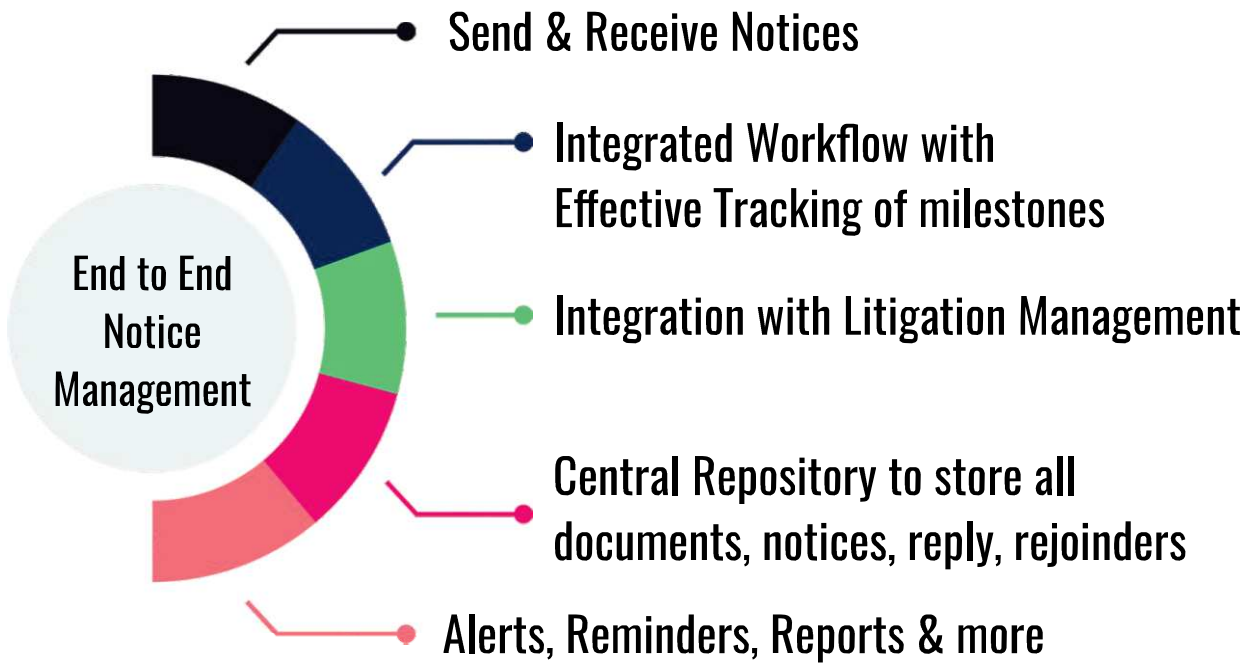 Send & Receive Notices
Integrated Workflow with
Effective Tracking of milestones
End to End
Notice
Management
Integration with Litigation Management
Central Repository to store all
documents, notices, reply, rejoinders
Alerts, Reminders, Reports & more